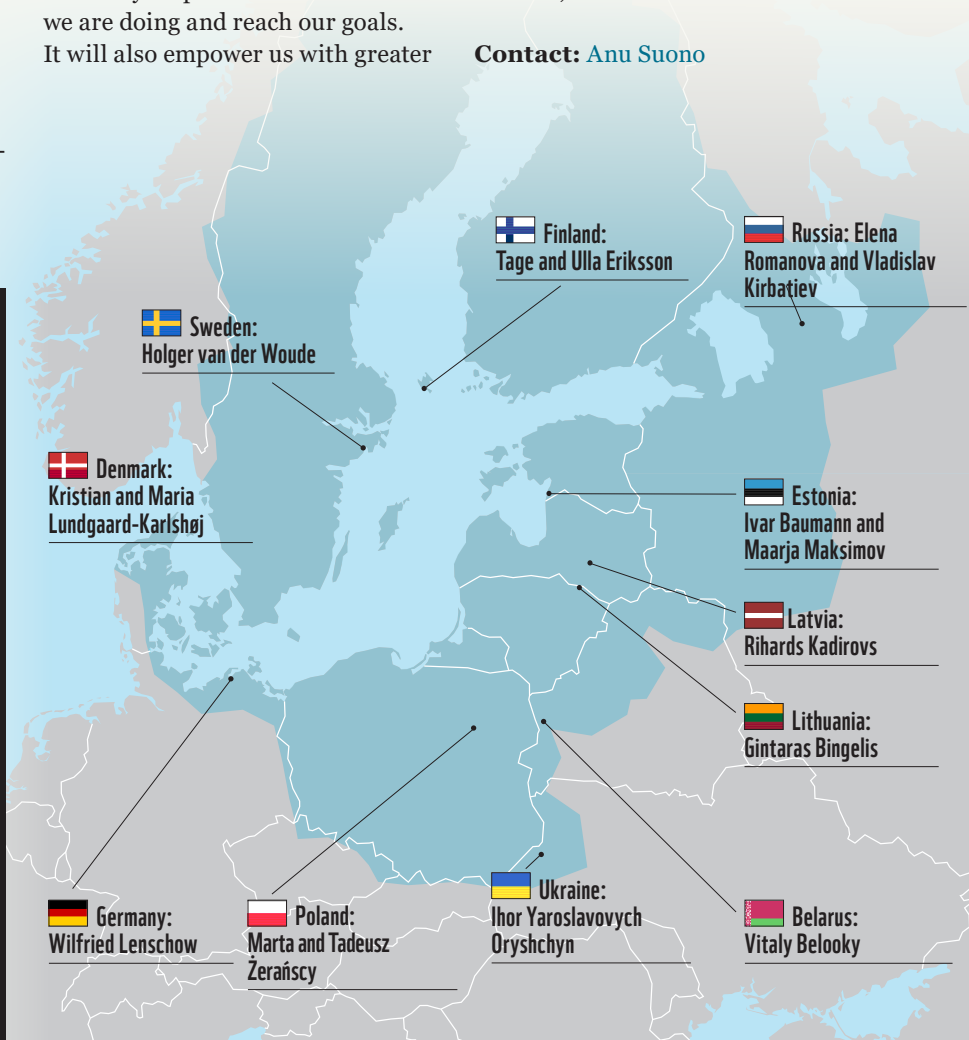 we are doing and reach our goals.
It will also empower us with greater
Contact: Anu Suono
Finland:
Tage and Ulla Eriksson
Russia: Elena
Romanova and Vladislav
Kirbatiev
Sweden:
Holger van der Woude
Denmark:
Kristian and Maria
Lundgaard-Karlshøj
Estonia:
Ivar Baumann and
Maarja Maksimov
Latvia:
Rihards Kadirovs
Lithuania:
Gintaras Bingelis
Germany:
Wilfried Lenschow
Poland:
Marta and Tadeusz
Żerańscy
Ukraine:
Ihor Yaroslavovych
Oryshchyn
Belarus:
Vitaly Belooky